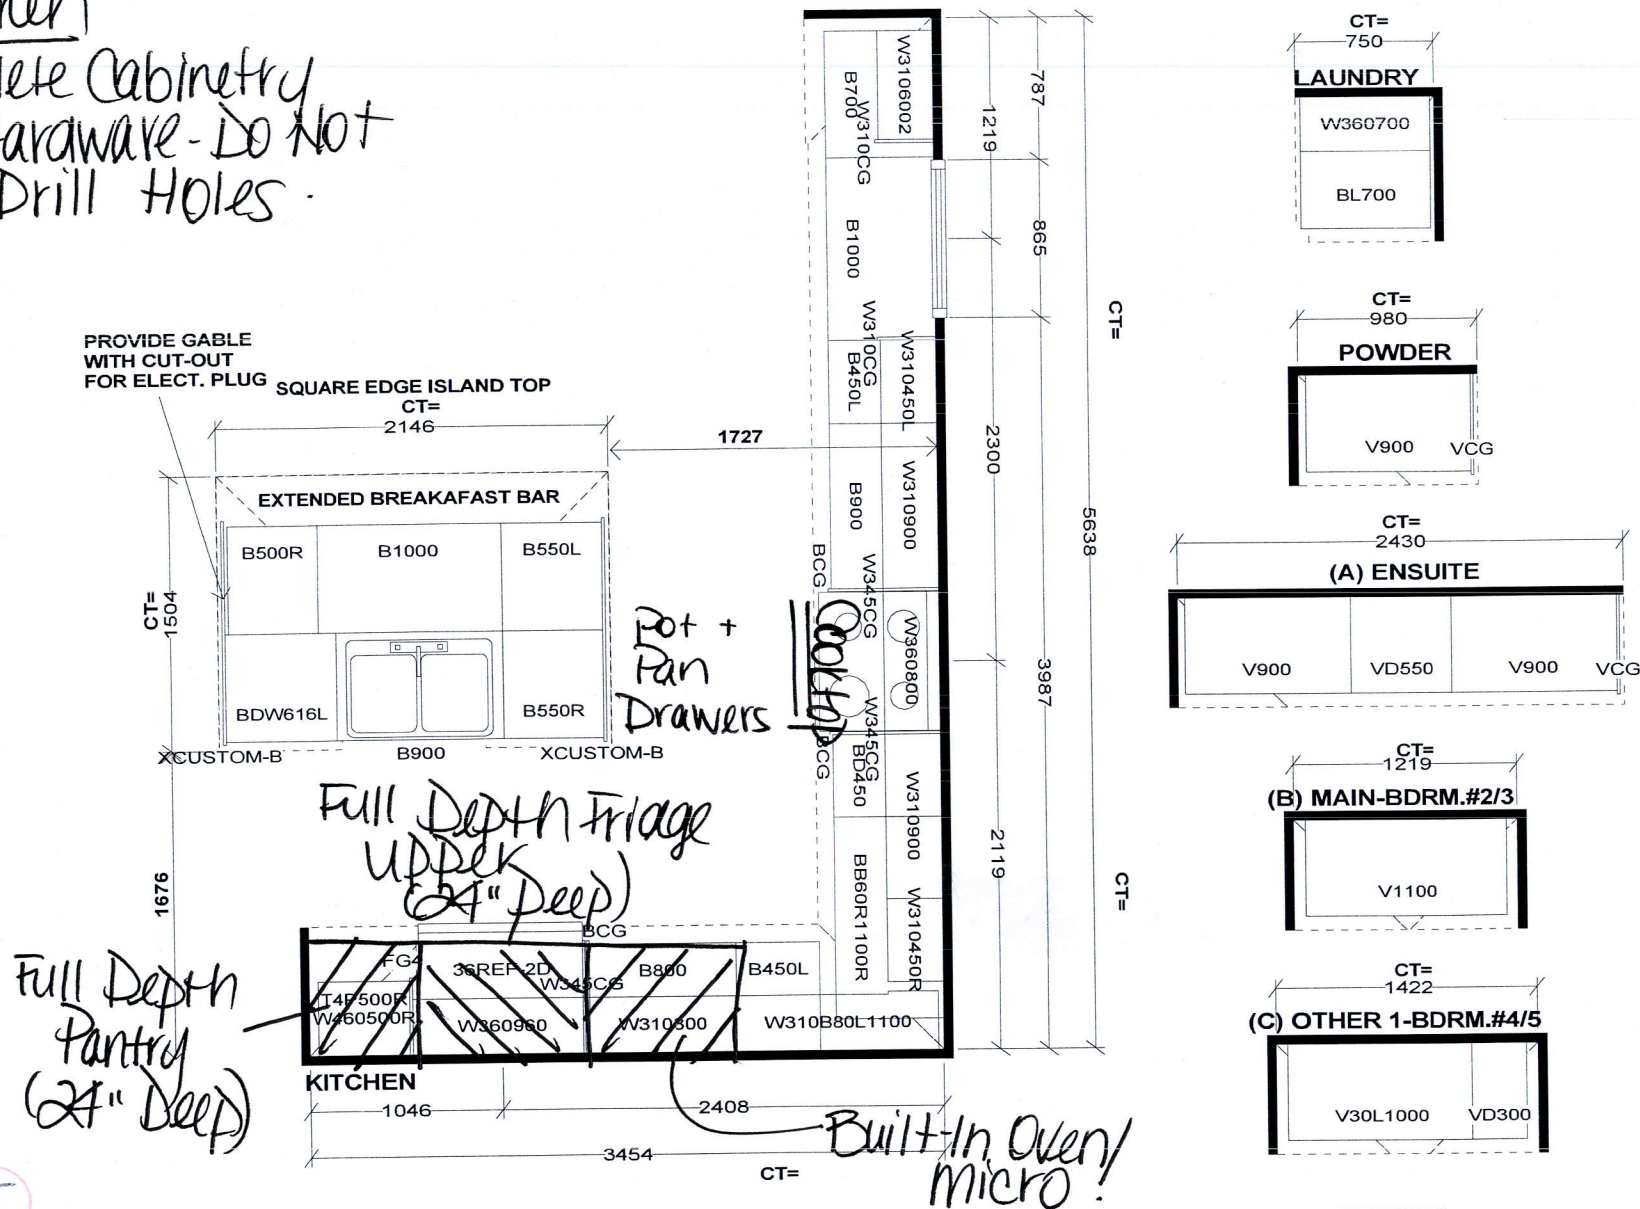 Cabinetry
Hardware - Do Not
Drill Holes.
PROVIDE GABLE
WITH CUT-OUT
FOR ELECT. PLUG
SQUARE EDGE ISLAND TOP
CT=
2146
1727
EXTENDED BREAKAFAST BAR
B500R
B1000
B550L
CT=
1504
BDW616L
B550R
XCUSTOM-B
B900
XCUSTOM-B
1676
Pot +
Pan
Drawers
Cooktop
Full Depth Fridge
Upper
(24" Deep)
Full Depth
Pantry
(24" Deep)
BCG
FG4
36REF-2D
W345CG
B800
B450L
T4P500R
W460500R
W360960
W310800
W310B80L1100
KITCHEN
1046
2408
3454
CT=
Built-In Oven/
Micro!
B700
W3106002
W310CG
B1000
W310CG
B450L
W310450L
B900
W310900
BCG
W345CG
W360800
W345CG
BCG
BD450
W310900
BB60R1100R
W310450R
1219
787
865
2300
3987
2119
5638
CT=
CT=
CT=
750
LAUNDRY
W360700
BL700
CT=
980
POWDER
V900
VCG
CT=
2430
(A) ENSUITE
V900
VD550
V900
VCG
CT=
1219
(B) MAIN-BDRM.#2/3
V1100
CT=
1422
(C) OTHER 1-BDRM.#4/5
V30L1000
VD300